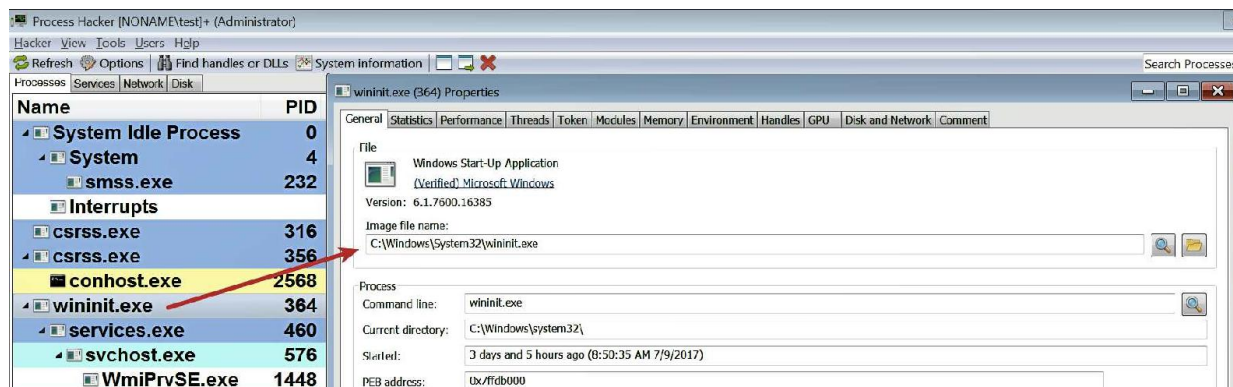 Process Hacker [NONAME\test]+ (Administrator)
Hacker View Tools Users Help
Refresh Options Find handles or DLLs System information Search Processes
Processes Services Network Disk
Name PID
System Idle Process 0
System 4
smss.exe 232
Interrupts
csrss.exe 316
csrss.exe 356
conhost.exe 2568
wininit.exe 364
services.exe 460
svchost.exe 576
WmiPrvSE.exe 1448
wininit.exe (364) Properties
General Statistics Performance Threads Token Modules Memory Environment Handles GPU Disk and Network Comment
File
Windows Start-Up Application
(Verified) Microsoft Windows
Version: 6.1.7600.16385
Image file name:
C:\Windows\System32\wininit.exe
Process
Command line: wininit.exe
Current directory: C:\Windows\system32\
Started: 3 days and 5 hours ago (8:50:35 AM 7/9/2017)
PEB address: 0x7ffdb000